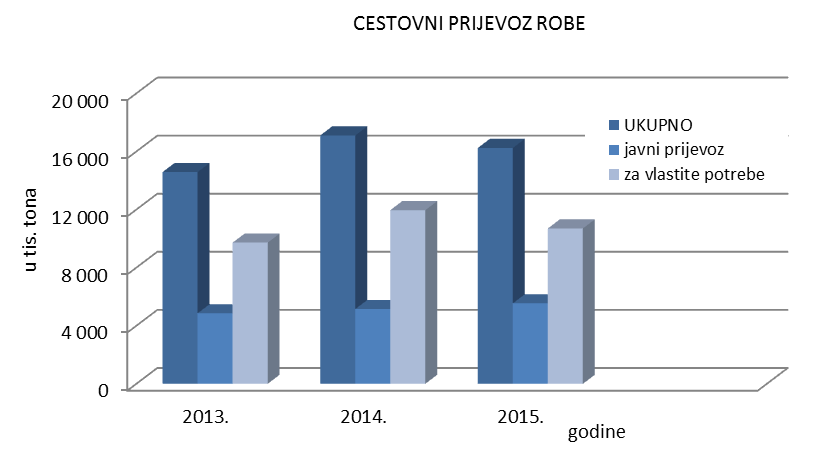 CESTOVNI PRIJEVOZ ROBE
u tis. tona
20 000
16 000
12 000
8 000
4 000
0
UKUPNO
javni prijevoz
za vlastite potrebe
2013.
2014.
2015.
godine